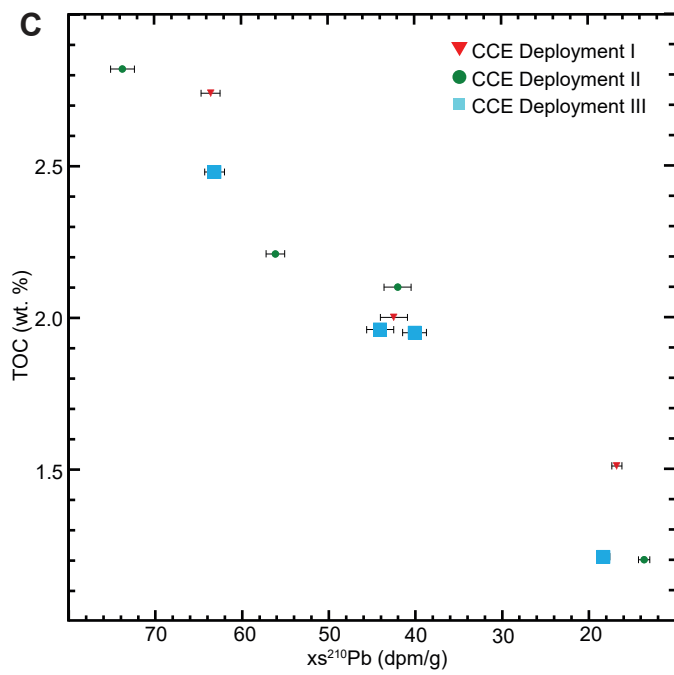 C
CCE Deployment I
CCE Deployment II
CCE Deployment III
2.5
2.0
1.5
TOC (wt. %)
70 60 50 40 30 20
xs²¹⁰Pb (dpm/g)